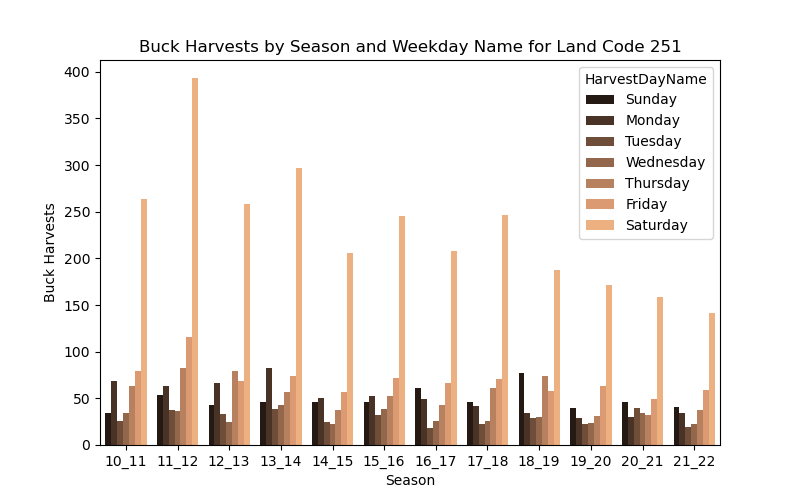 Buck Harvests by Season and Weekday Name for Land Code 251
400
350
300
250
200
150
100
50
0
Buck Harvests
HarvestDayName
Sunday
Monday
Tuesday
Wednesday
Thursday
Friday
Saturday
10_11 11_12 12_13 13_14 14_15 15_16 16_17 17_18 18_19 19_20 20_21 21_22
Season